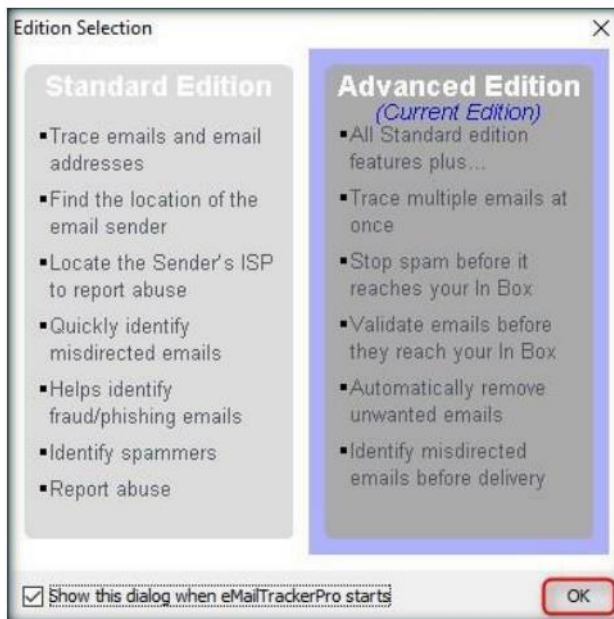 Edition Selection
Standard Edition
▪Trace emails and email
addresses
▪Find the location of the
email sender
▪Locate the Sender's ISP
to report abuse
▪Quickly identify
misdirected emails
▪Helps identify
fraud/phishing emails
▪Identify spammers
▪Report abuse
Advanced Edition
(Current Edition)
▪All Standard edition
features plus...
▪Trace multiple emails at
once
▪Stop spam before it
reaches your In Box
▪Validate emails before
they reach your In Box
▪Automatically remove
unwanted emails
▪Identify misdirected
emails before delivery
Show this dialog when eMailTrackerPro starts
OK